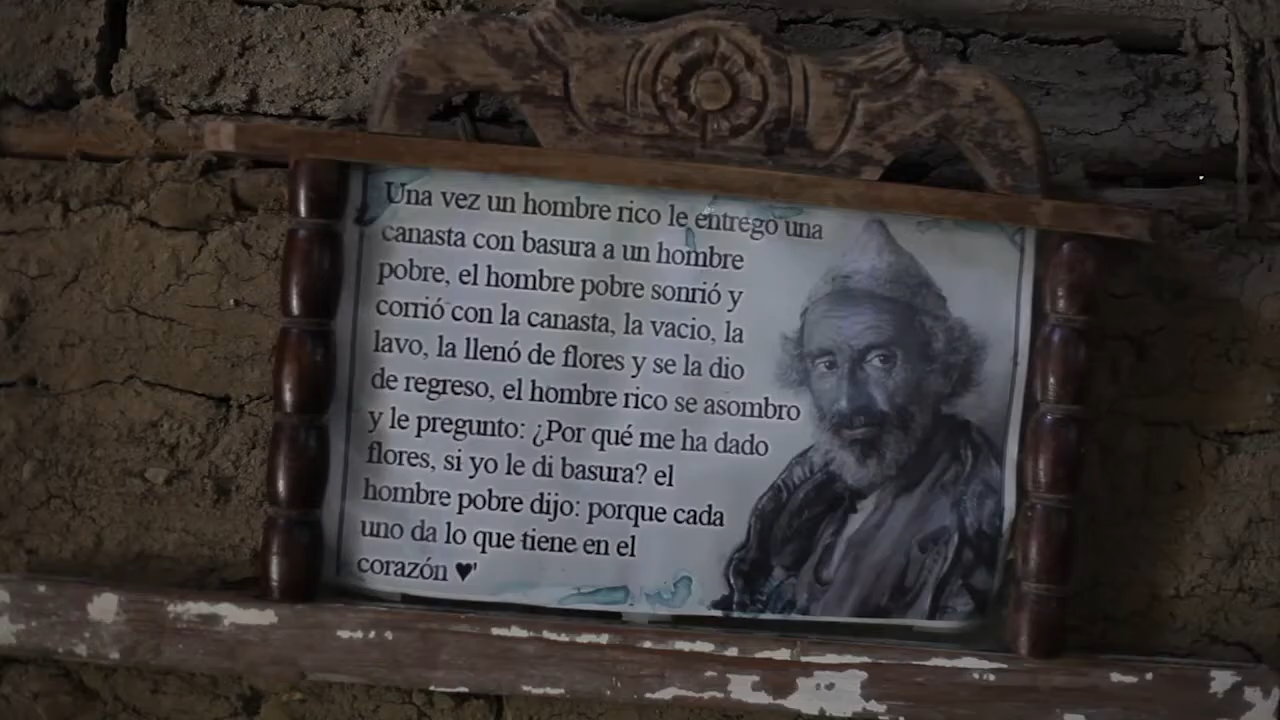 Una vez un hombre rico le entrego una
canasta con basura a un hombre
pobre, el hombre pobre sonrió y
corrió con la canasta, la vacio, la
lavo, la llenó de flores y se la dio
de regreso, el hombre rico se asombro
y le pregunto: ¿Por qué me ha dado
flores, si yo le di basura? el
hombre pobre dijo: porque cada
uno da lo que tiene en el
corazón ♥'